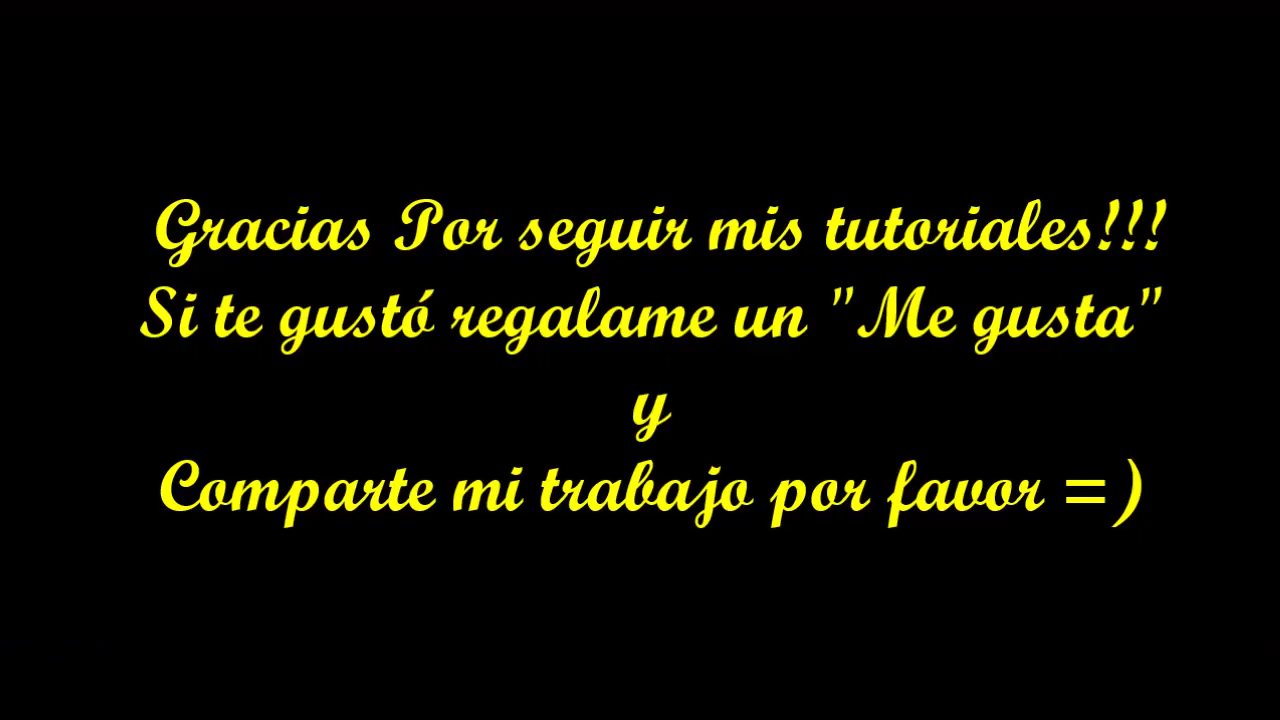 Gracias Por seguir mis tutoriales!!!
Si te gustó regalame un "Me gusta"
y
Comparte mi trabajo por favor =)